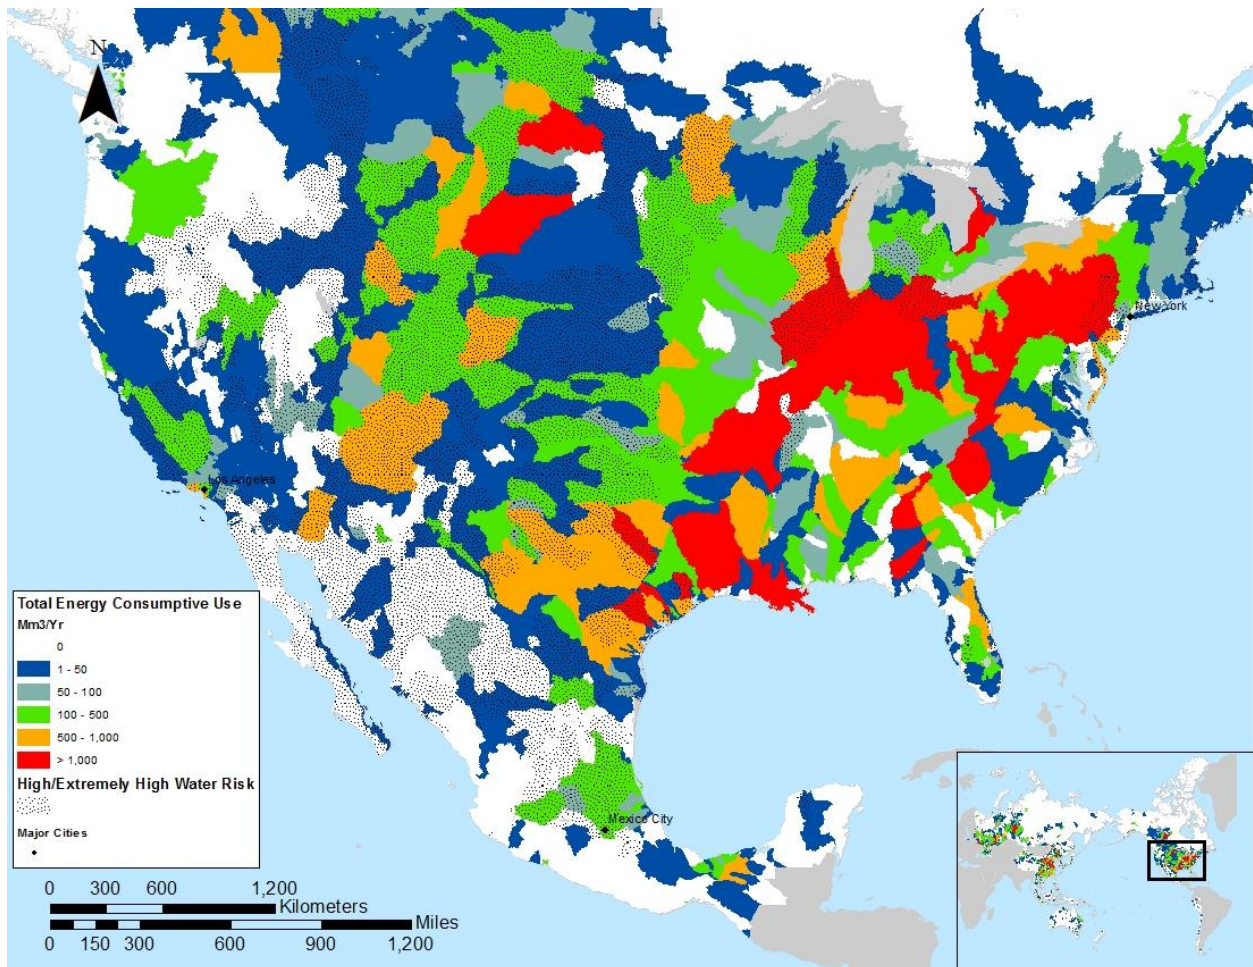 N
New York
Los Angeles
Mexico City
Total Energy Consumptive Use
Mm3/Yr
0
1 - 50
50 - 100
100 - 500
500 - 1,000
> 1,000
High/Extremely High Water Risk
Major Cities
0 300 600 1,200
Kilometers
Miles
0 150 300 600 900 1,200